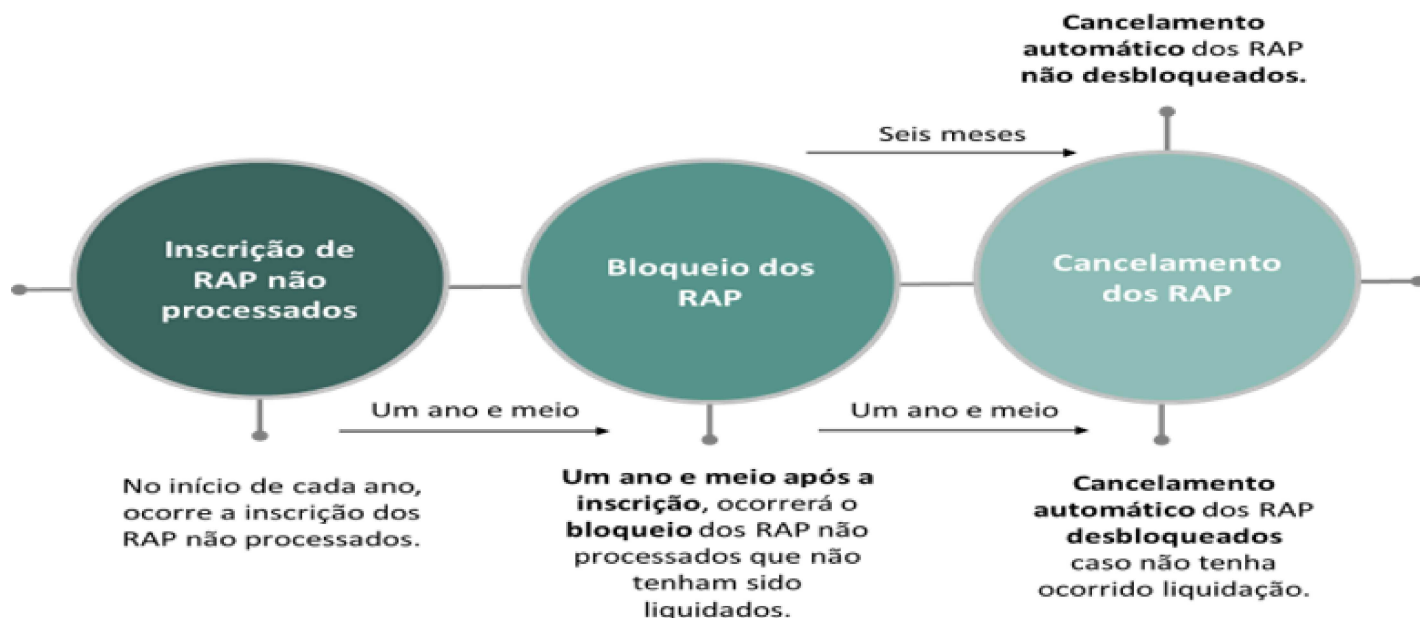 Cancelamento
automático dos RAP
não desbloqueados.
Seis meses
Inscrição de
RAP não
processados
Bloqueio dos
RAP
Cancelamento
dos RAP
Um ano e meio
Um ano e meio
No início de cada ano,
ocorre a inscrição dos
RAP não processados.
Um ano e meio após a
inscrição, ocorrerá o
bloqueio dos RAP não
processados que não
tenham sido
liquidados.
Cancelamento
automático dos RAP
desbloqueados
caso não tenha
ocorrido liquidação.